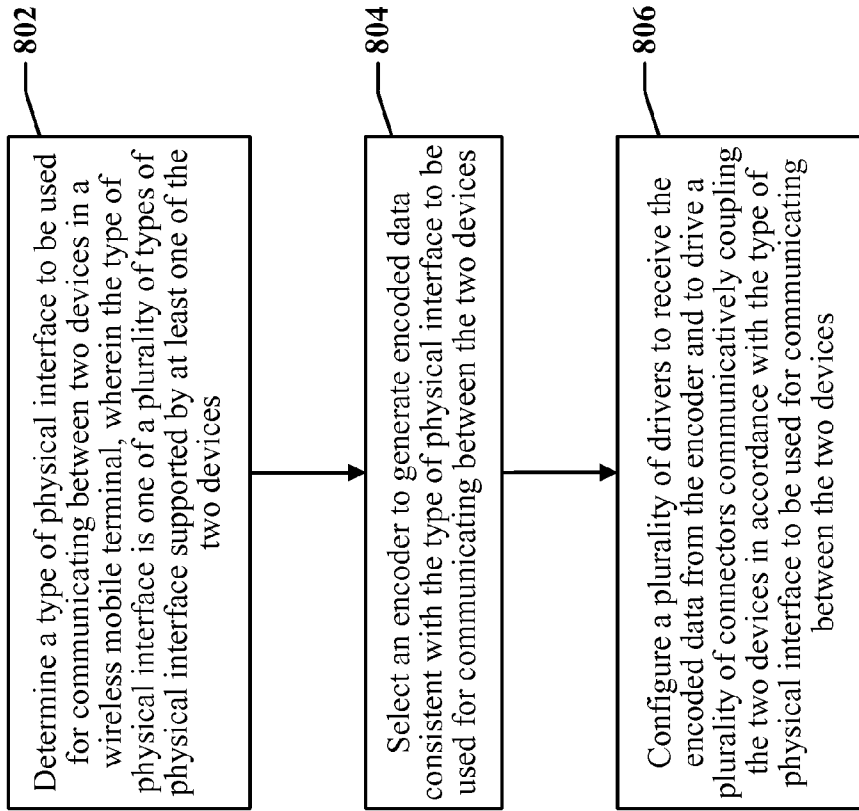 802
Determine a type of physical interface to be used
for communicating between two devices in a
wireless mobile terminal, wherein the type of
physical interface is one of a plurality of types of
physical interface supported by at least one of the
two devices
804
Select an encoder to generate encoded data
consistent with the type of physical interface to be
used for communicating between the two devices
806
Configure a plurality of drivers to receive the
encoded data from the encoder and to drive a
plurality of connectors communicatively coupling
the two devices in accordance with the type of
physical interface to be used for communicating
between the two devices